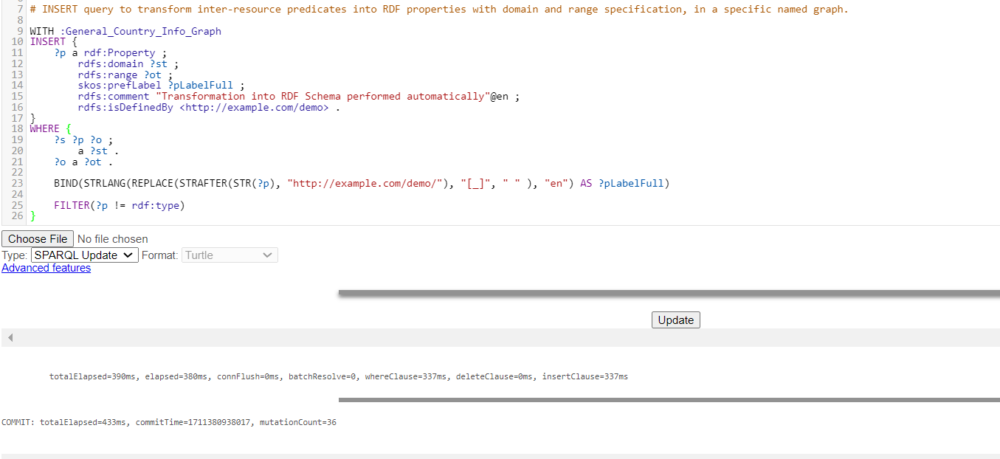 7 # INSERT query to transform inter-resource predicates into RDF properties with domain and range specification, in a specific named graph.
8
9 WITH :General_Country_Info_Graph
10 INSERT {
11     ?p a rdf:Property ;
12         rdfs:domain ?st ;
13         rdfs:range ?ot ;
14         skos:prefLabel ?pLabelFull ;
15         rdfs:comment "Transformation into RDF Schema performed automatically"@en ;
16         rdfs:isDefinedBy <http://example.com/demo> .
17 }
18 WHERE {
19     ?s ?p ?o ;
20         a ?st .
21     ?o a ?ot .
22
23     BIND(STRLANG(REPLACE(STRAFTER(STR(?p), "http://example.com/demo/"), "[_]", " " ), "en") AS ?pLabelFull)
24
25     FILTER(?p != rdf:type)
26 }
Choose File No file chosen
Type: SPARQL Update Format: Turtle
Advanced features
Update
totalElapsed=390ms, elapsed=380ms, connFlush=0ms, batchResolve=0, whereClause=337ms, deleteClause=0ms, insertClause=337ms
COMMIT: totalElapsed=433ms, commitTime=1711380938017, mutationCount=36